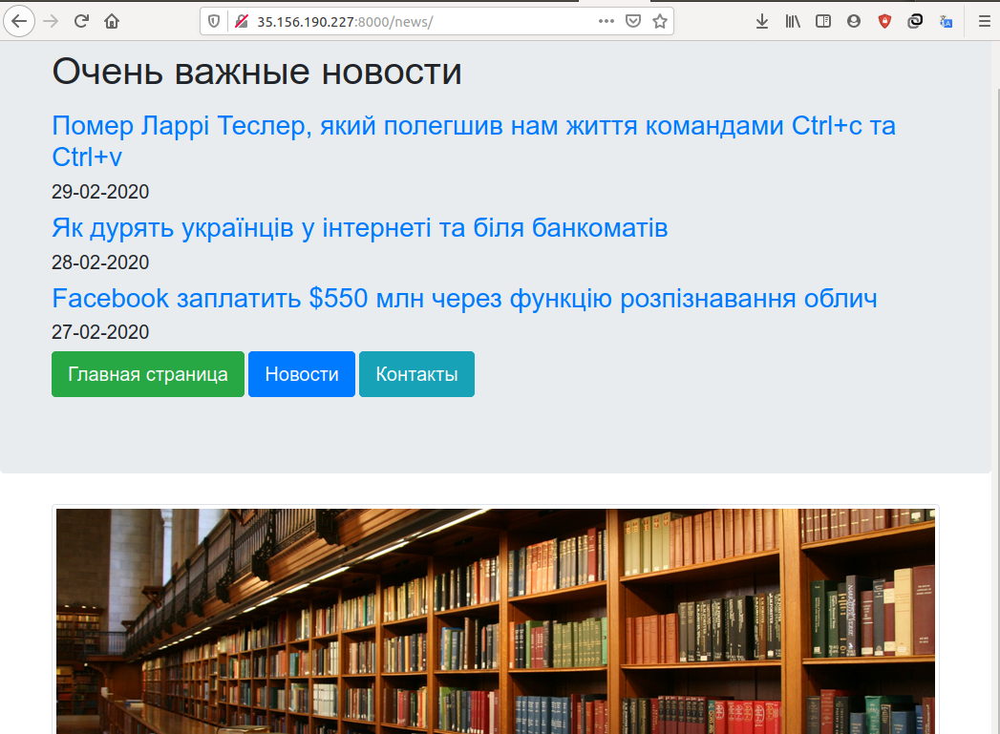 35.156.190.227:8000/news/
Очень важные новости
Помер Ларрі Теслер, який полегшив нам життя командами Ctrl+c та
Ctrl+v
29-02-2020
Як дурять українців у інтернеті та біля банкоматів
28-02-2020
Facebook заплатить $550 млн через функцію розпізнавання облич
27-02-2020
Главная страница Новости Контакты